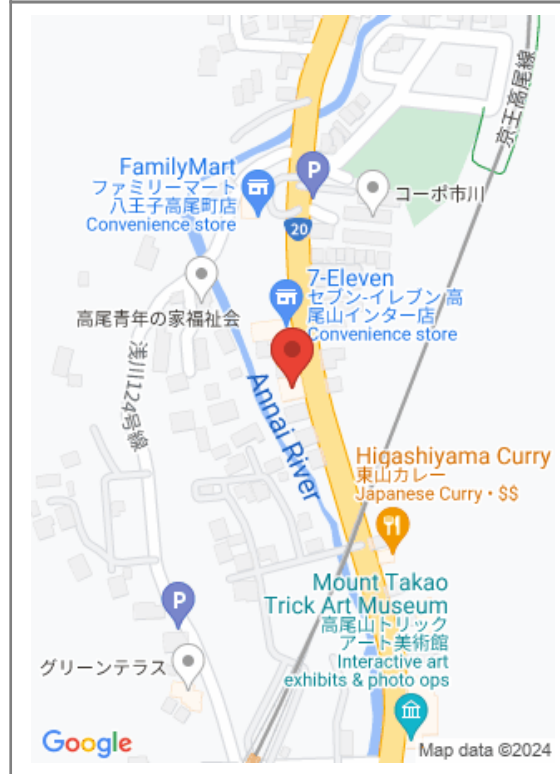 京王高尾線
FamilyMart
ファミリーマート
八王子高尾町店
Convenience store
P
コーポ市川
20
7-Eleven
セブン-イレブン 高
尾山インター店
Convenience store
高尾青年の家福祉会
浅川124号線
Annai River
Higashiyama Curry
東山カレー
Japanese Curry • $$
Mount Takao
Trick Art Museum
高尾山トリック
アート美術館
Interactive art
exhibits & photo ops
P
グリーンテラス
Google
Map data ©2024